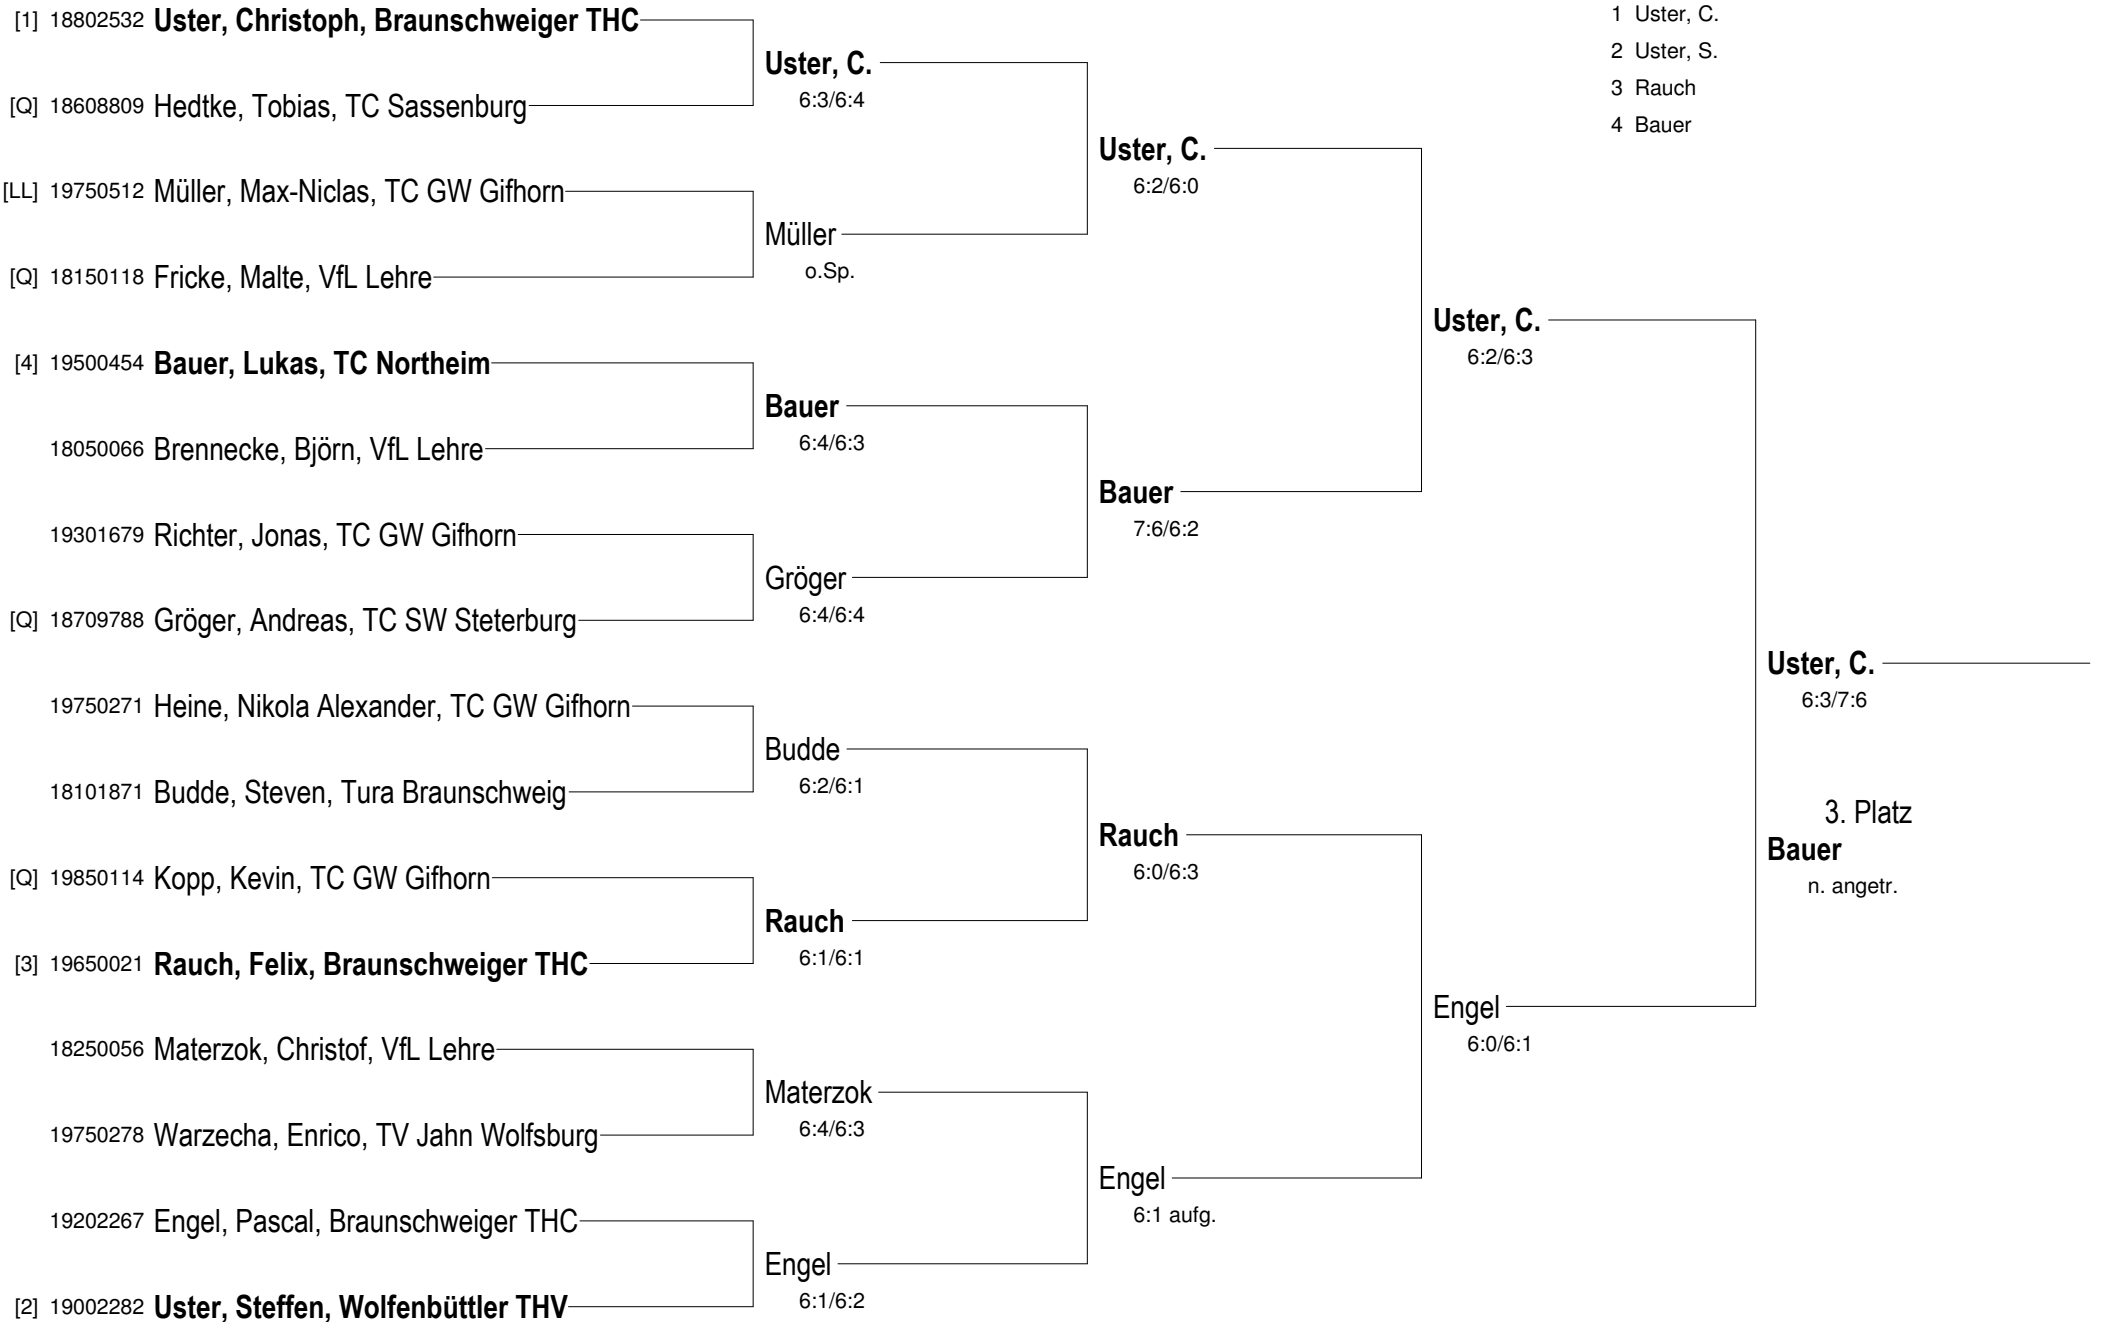 [1] 18802532 Uster, Christoph, Braunschweiger THC
[Q] 18608809 Hedtke, Tobias, TC Sassenburg
[LL] 19750512 Müller, Max-Niclas, TC GW Gifhorn
[Q] 18150118 Fricke, Malte, VfL Lehre
[4] 19500454 Bauer, Lukas, TC Northeim
18050066 Brennecke, Björn, VfL Lehre
19301679 Richter, Jonas, TC GW Gifhorn
[Q] 18709788 Gröger, Andreas, TC SW Steterburg
19750271 Heine, Nikola Alexander, TC GW Gifhorn
18101871 Budde, Steven, Tura Braunschweig
[Q] 19850114 Kopp, Kevin, TC GW Gifhorn
[3] 19650021 Rauch, Felix, Braunschweiger THC
18250056 Materzok, Christof, VfL Lehre
19750278 Warzecha, Enrico, TV Jahn Wolfsburg
19202267 Engel, Pascal, Braunschweiger THC
[2] 19002282 Uster, Steffen, Wolfenbüttler THV
Uster, C.
6:3/6:4
Müller
o.Sp.
Bauer
6:4/6:3
Gröger
6:4/6:4
Budde
6:2/6:1
Rauch
6:1/6:1
Materzok
6:4/6:3
Engel
6:1/6:2
Uster, C.
6:2/6:0
Bauer
7:6/6:2
Rauch
6:0/6:3
Engel
6:1 aufg.
Uster, C.
6:2/6:3
Engel
6:0/6:1
Uster, C.
6:3/7:6
3. Platz
Bauer
n. angetr.
1 Uster, C.
2 Uster, S.
3 Rauch
4 Bauer